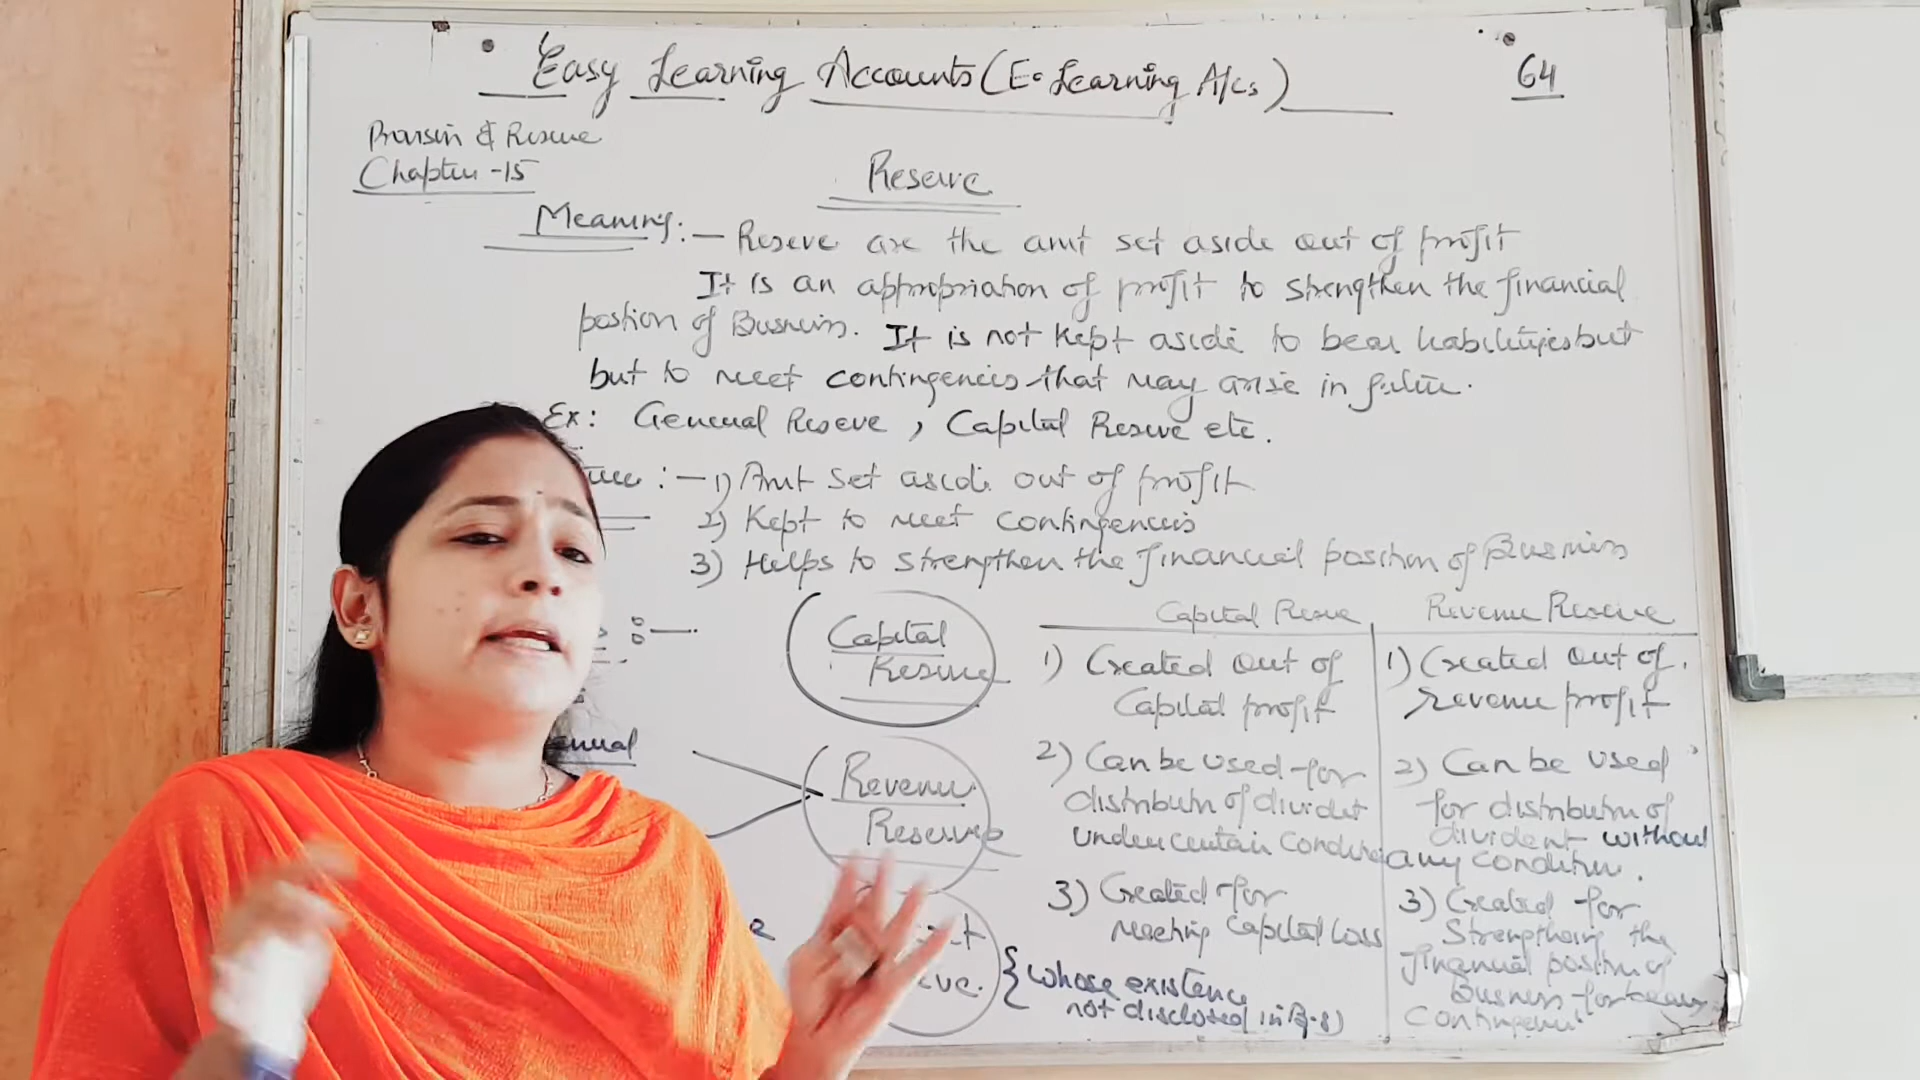 Easy Learning Accounts (E-Learning A/cs)
64
Provision & Reserve
Chapter -15
Reserve
Meaning :- Reserve are the amt set aside out of profit
It is an appropriation of profit to strengthen the financial
position of Business. It is not kept aside to bear liabilities but
but to meet contingencies that may arise in future.
Ex: General Reserve, Capital Reserve etc.
:- 1) Amt set aside out of profit
2) Kept to meet contingencies
3) Helps to strengthen the financial position of Business
Capital
Reserve
Revenue
Reserve
Capital Reserve
1) Created out of
Capital profit
2) Can be used for
distributn of divident
under certain Condition
3) Created for
meeting Capital loss
Revenue Reserve
1) Created out of
revenue profit
2) Can be used
for distributn of
divident without
any condition.
3) Created for
Strengthening the
financial position of
Business for
contingencies
{ whose existence
not disclosed in B.S)